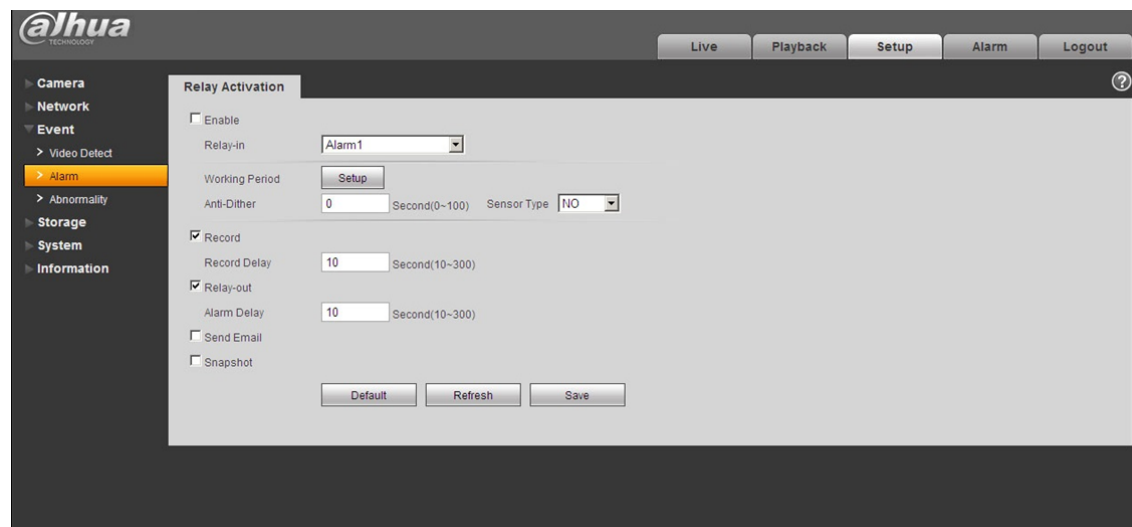 alhua
TECHNOLOGY
Live Playback Setup Alarm Logout
Camera
Network
Event
> Video Detect
> Alarm
> Abnormality
Storage
System
Information
Relay Activation
?
Enable
Relay-in Alarm1
Working Period Setup
Anti-Dither 0 Second(0~100) Sensor Type NO
Record
Record Delay 10 Second(10~300)
Relay-out
Alarm Delay 10 Second(10~300)
Send Email
Snapshot
Default Refresh Save